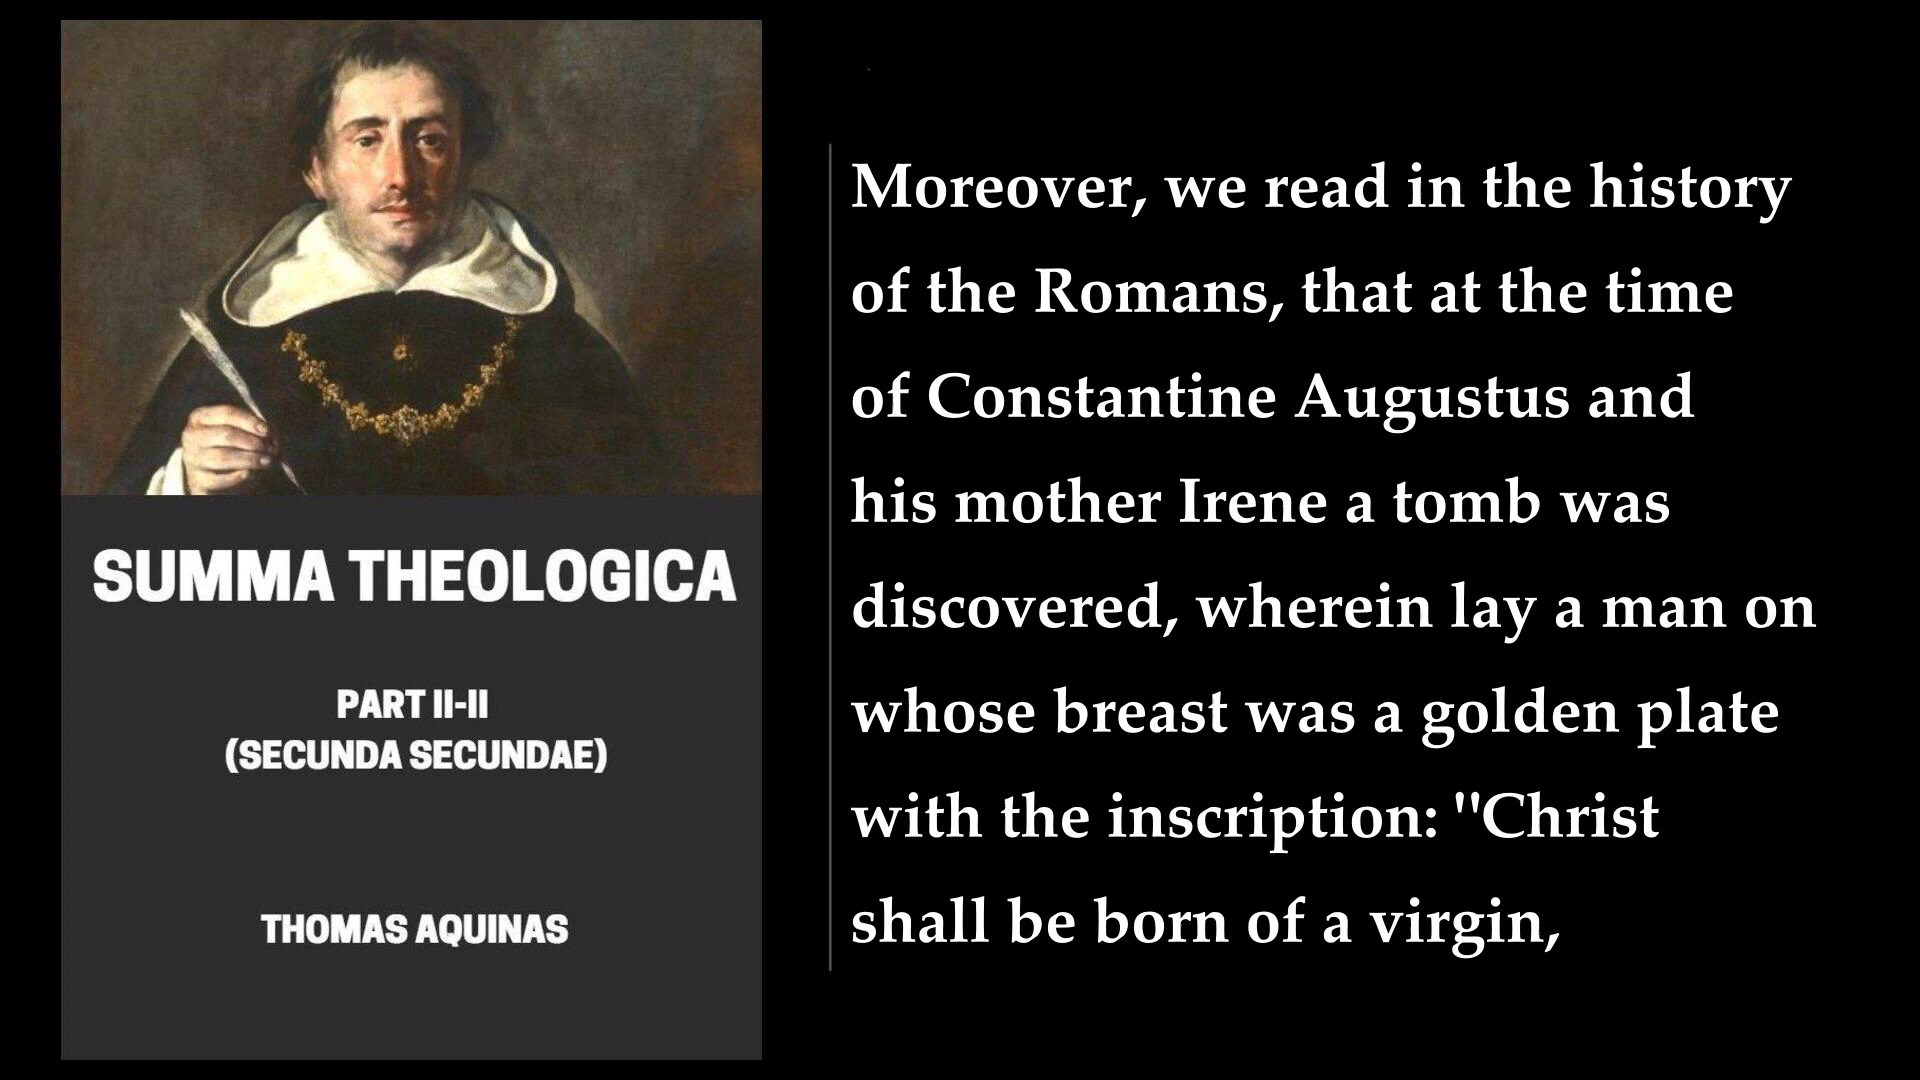 SUMMA THEOLOGICA
PART II-II
(SECUNDA SECUNDAE)
THOMAS AQUINAS
Moreover, we read in the history
of the Romans, that at the time
of Constantine Augustus and
his mother Irene a tomb was
discovered, wherein lay a man on
whose breast was a golden plate
with the inscription: "Christ
shall be born of a virgin,